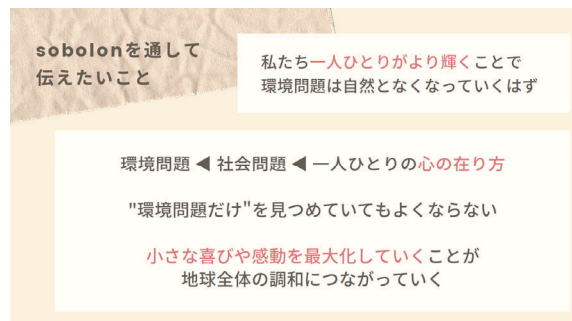 sobolonを通して
伝えたいこと
私たち一人ひとりがより輝くことで
環境問題は自然となくなっていくはず
環境問題 ◀ 社会問題 ◀ 一人ひとりの心の在り方
"環境問題だけ"を見つめていてもよくならない
小さな喜びや感動を最大化していくことが
地球全体の調和につながっていく